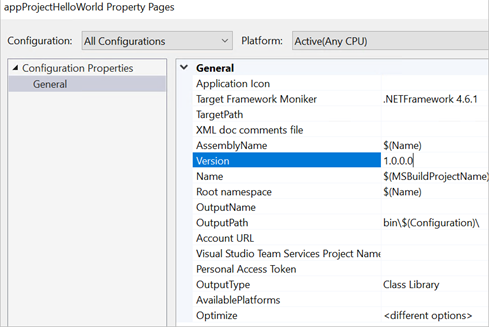 appProjectHelloWorld Property Pages
Configuration: All Configurations Platform: Active(Any CPU)
Configuration Properties
General
General
Application Icon
Target Framework Moniker .NETFramework 4.6.1
TargetPath
XML doc comments file
AssemblyName $(Name)
Version 1.0.0.0
Name $(MSBuildProjectName)
Root namespace $(Name)
OutputName
OutputPath bin\$(Configuration)\
Account URL
Visual Studio Team Services Project Name
Personal Access Token
OutputType Class Library
AvailablePlatforms
Optimize <different options>